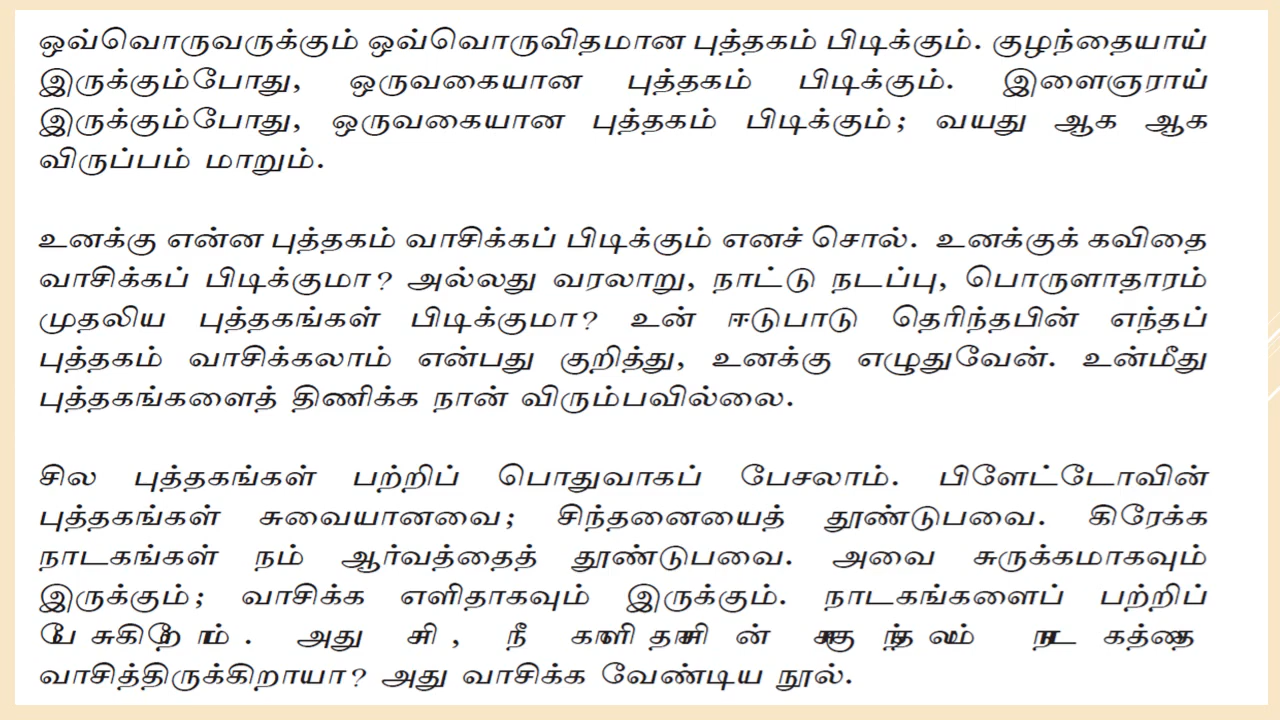 ஒவ்வொருவருக்கும் ஒவ்வொருவிதமான புத்தகம் பிடிக்கும். குழந்தையாய்
இருக்கும்போது, ஒருவகையான புத்தகம் பிடிக்கும். இளைஞராய்
இருக்கும்போது, ஒருவகையான புத்தகம் பிடிக்கும்; வயது ஆக ஆக
விருப்பம் மாறும்.
உனக்கு என்ன புத்தகம் வாசிக்கப் பிடிக்கும் எனச் சொல். உனக்குக் கவிதை
வாசிக்கப் பிடிக்குமா? அல்லது வரலாறு, நாட்டு நடப்பு, பொருளாதாரம்
முதலிய புத்தகங்கள் பிடிக்குமா? உன் ஈடுபாடு தெரிந்தபின் எந்தப்
புத்தகம் வாசிக்கலாம் என்பது குறித்து, உனக்கு எழுதுவேன். உன்மீது
புத்தகங்களைத் திணிக்க நான் விரும்பவில்லை.
சில புத்தகங்கள் பற்றிப் பொதுவாகப் பேசலாம். பிளேட்டோவின்
புத்தகங்கள் சுவையானவை; சிந்தனையைத் தூண்டுபவை. கிரேக்க
நாடகங்கள் நம் ஆர்வத்தைத் தூண்டுபவை. அவை சுருக்கமாகவும்
இருக்கும்; வாசிக்க எளிதாகவும் இருக்கும். நாடகங்களைப் பற்றிப்
பேசுகிறோம். அது சரி, நீ காளிதாசரின் சாகுந்தலம் நாடகத்தை
வாசித்திருக்கிறாயா? அது வாசிக்க வேண்டிய நூல்.